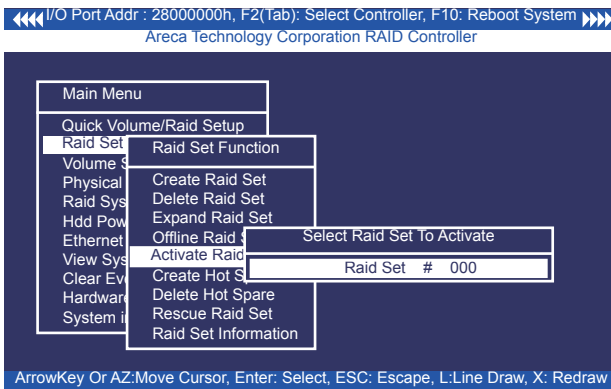 I/O Port Addr : 28000000h, F2(Tab): Select Controller, F10: Reboot System
Areca Technology Corporation RAID Controller
Main Menu
Quick Volume/Raid Setup
Raid Set
Volume S
Physical
Raid Sys
Hdd Pow
Ethernet
View Sys
Clear Ev
Hardwar
System i
Raid Set Function
Create Raid Set
Delete Raid Set
Expand Raid Set
Offline Raid
Activate Raid
Create Hot S
Delete Hot Spare
Rescue Raid Set
Raid Set Information
Select Raid Set To Activate
Raid Set # 000
ArrowKey Or AZ:Move Cursor, Enter: Select, ESC: Escape, L:Line Draw, X: Redraw